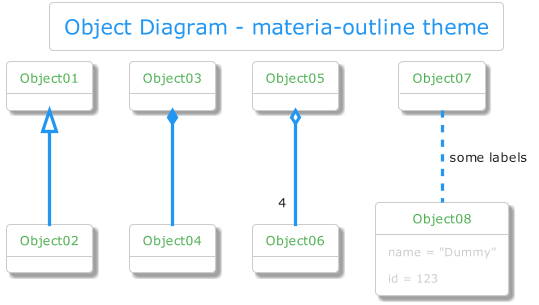 Object Diagram - materia-outline theme
Object01
Object03
Object05
Object07
some labels
4
Object02
Object04
Object06
Object08
name = "Dummy"
id = 123